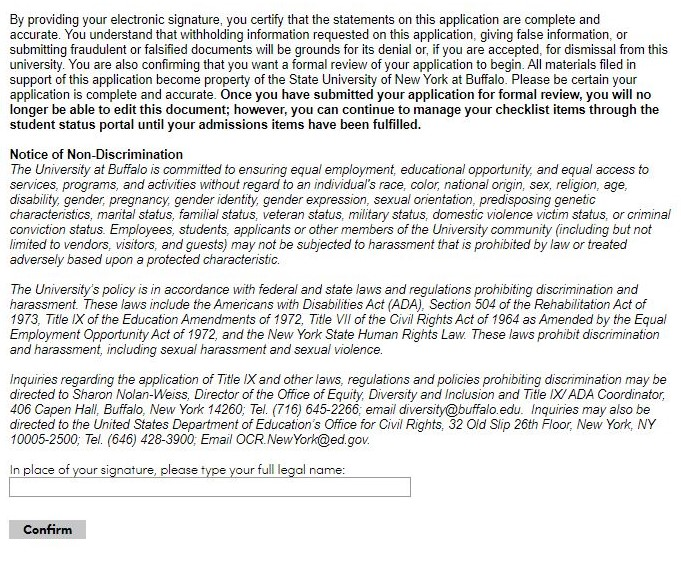 By providing your electronic signature, you certify that the statements on this application are complete and
accurate. You understand that withholding information requested on this application, giving false information, or
submitting fraudulent or falsified documents will be grounds for its denial or, if you are accepted, for dismissal from this
university. You are also confirming that you want a formal review of your application to begin. All materials filed in
support of this application become property of the State University of New York at Buffalo. Please be certain your
application is complete and accurate. Once you have submitted your application for formal review, you will no
longer be able to edit this document; however, you can continue to manage your checklist items through the
student status portal until your admissions items have been fulfilled.
Notice of Non-Discrimination
The University at Buffalo is committed to ensuring equal employment, educational opportunity, and equal access to
services, programs, and activities without regard to an individual's race, color, national origin, sex, religion, age,
disability, gender, pregnancy, gender identity, gender expression, sexual orientation, predisposing genetic
characteristics, marital status, familial status, veteran status, military status, domestic violence victim status, or criminal
conviction status. Employees, students, applicants or other members of the University community (including but not
limited to vendors, visitors, and guests) may not be subjected to harassment that is prohibited by law or treated
adversely based upon a protected characteristic.
The University's policy is in accordance with federal and state laws and regulations prohibiting discrimination and
harassment. These laws include the Americans with Disabilities Act (ADA), Section 504 of the Rehabilitation Act of
1973, Title IX of the Education Amendments of 1972, Title VII of the Civil Rights Act of 1964 as Amended by the Equal
Employment Opportunity Act of 1972, and the New York State Human Rights Law. These laws prohibit discrimination
and harassment, including sexual harassment and sexual violence.
Inquiries regarding the application of Title IX and other laws, regulations and policies prohibiting discrimination may be
directed to Sharon Nolan-Weiss, Director of the Office of Equity, Diversity and Inclusion and Title IX/ ADA Coordinator,
406 Capen Hall, Buffalo, New York 14260; Tel. (716) 645-2266; email diversity@buffalo.edu. Inquiries may also be
directed to the United States Department of Education's Office for Civil Rights, 32 Old Slip 26th Floor, New York, NY
10005-2500; Tel. (646) 428-3900; Email OCR.NewYork@ed.gov.
In place of your signature, please type your full legal name:
Confirm